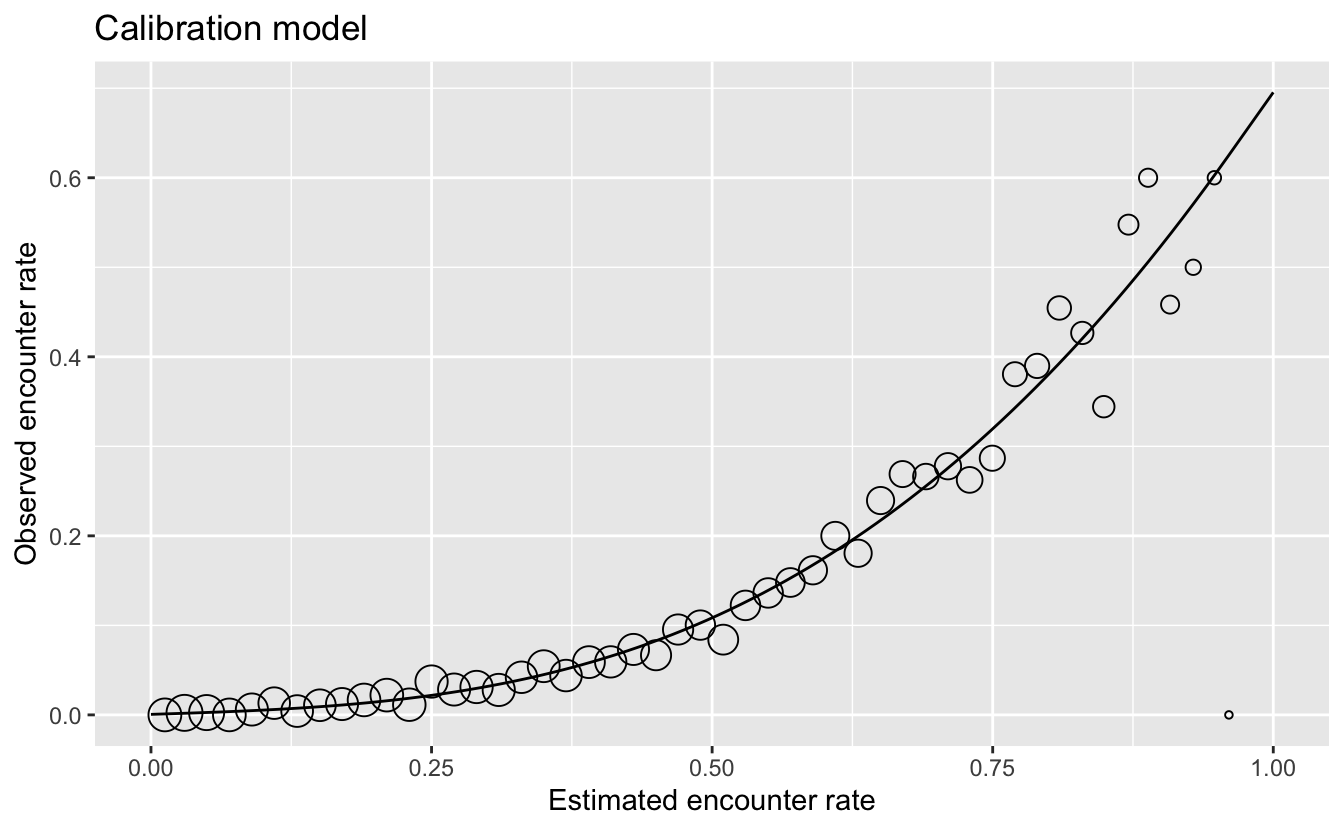 Calibration model
Observed encounter rate
0.6
0.4
0.2
0.0
0.00 0.25 0.50 0.75 1.00
Estimated encounter rate